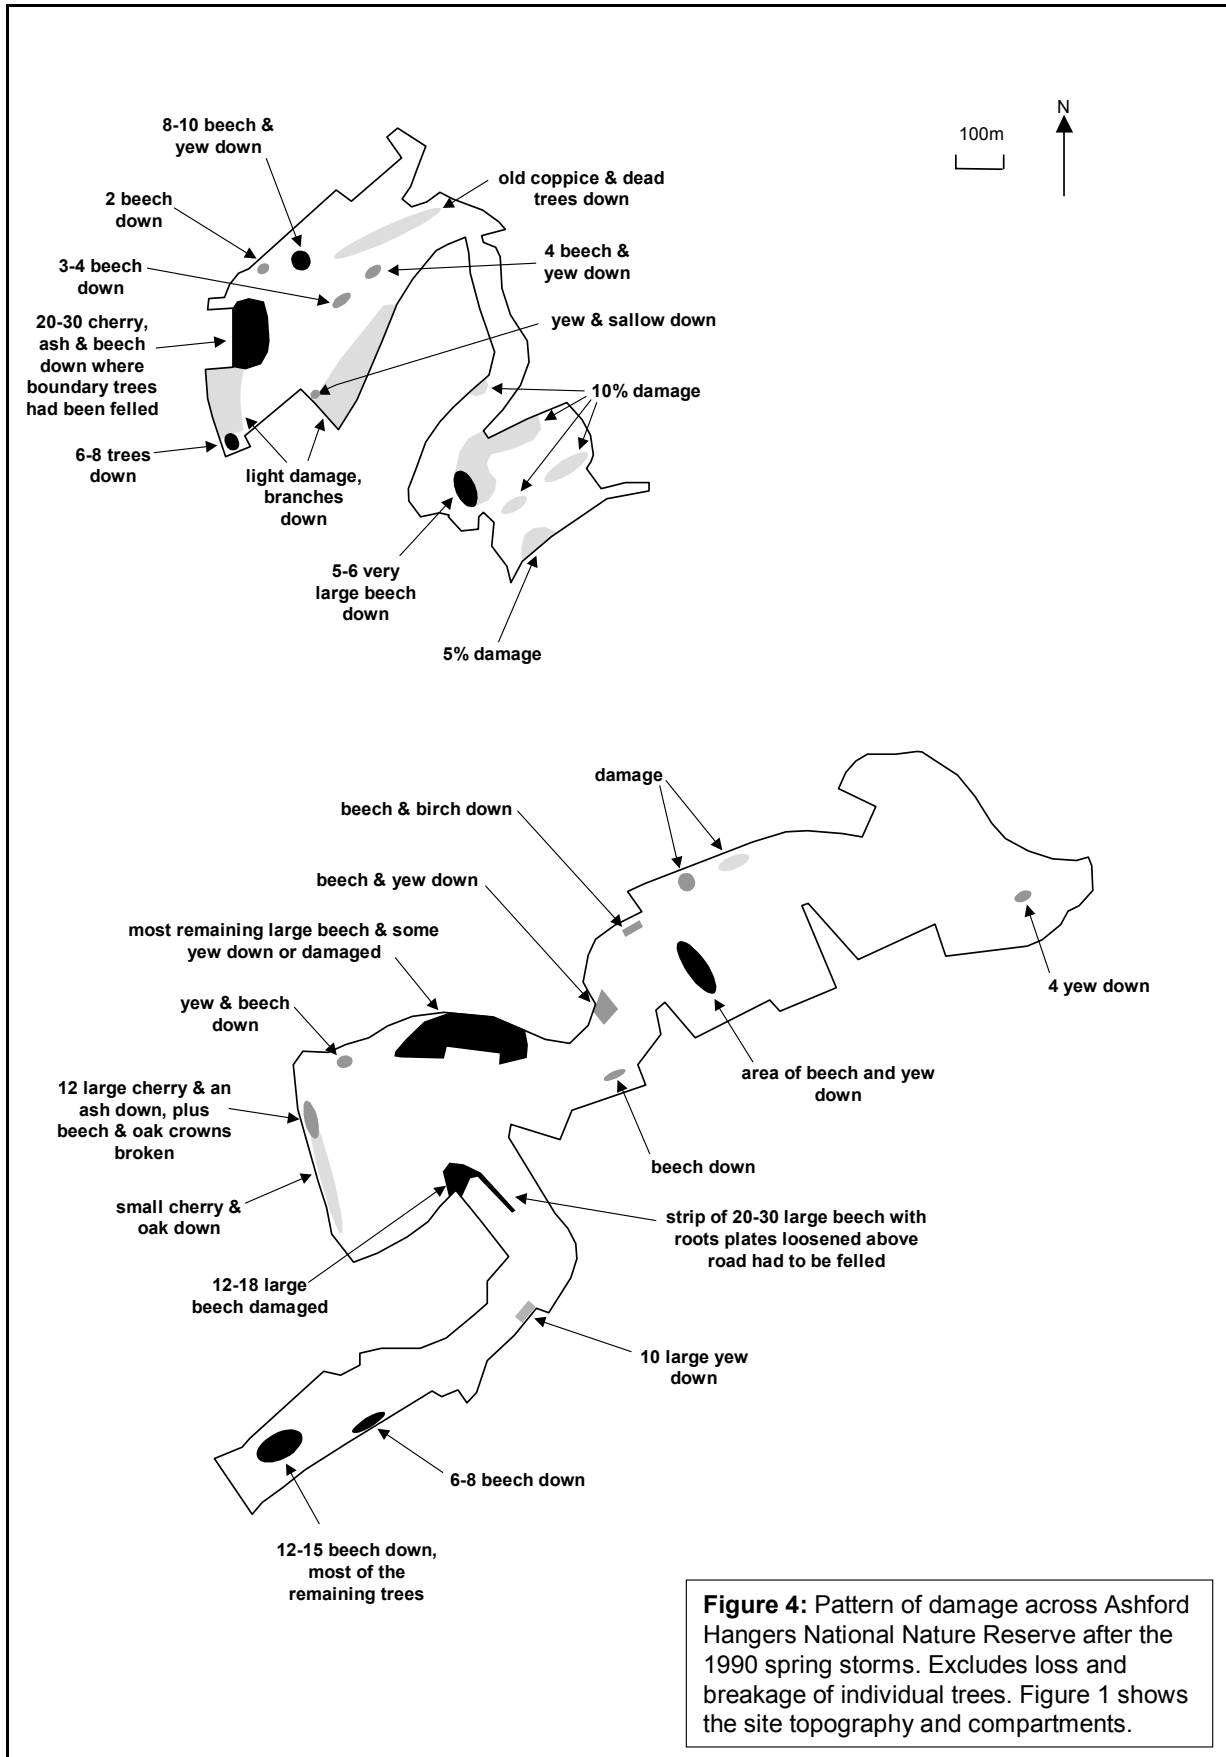 N
100m
8-10 beech &
yew down
old coppice & dead
trees down
2 beech
down
4 beech &
yew down
3-4 beech
down
yew & sallow down
20-30 cherry,
ash & beech
down where
boundary trees
had been felled
10% damage
6-8 trees
down
light damage,
branches
down
5-6 very
large beech
down
5% damage
damage
beech & birch down
beech & yew down
most remaining large beech & some
yew down or damaged
4 yew down
yew & beech
down
area of beech and yew
down
12 large cherry & an
ash down, plus
beech & oak crowns
broken
beech down
small cherry &
oak down
strip of 20-30 large beech with
roots plates loosened above
road had to be felled
12-18 large
beech damaged
10 large yew
down
6-8 beech down
12-15 beech down,
most of the
remaining trees
Figure 4: Pattern of damage across Ashford
Hangers National Nature Reserve after the
1990 spring storms. Excludes loss and
breakage of individual trees. Figure 1 shows
the site topography and compartments.